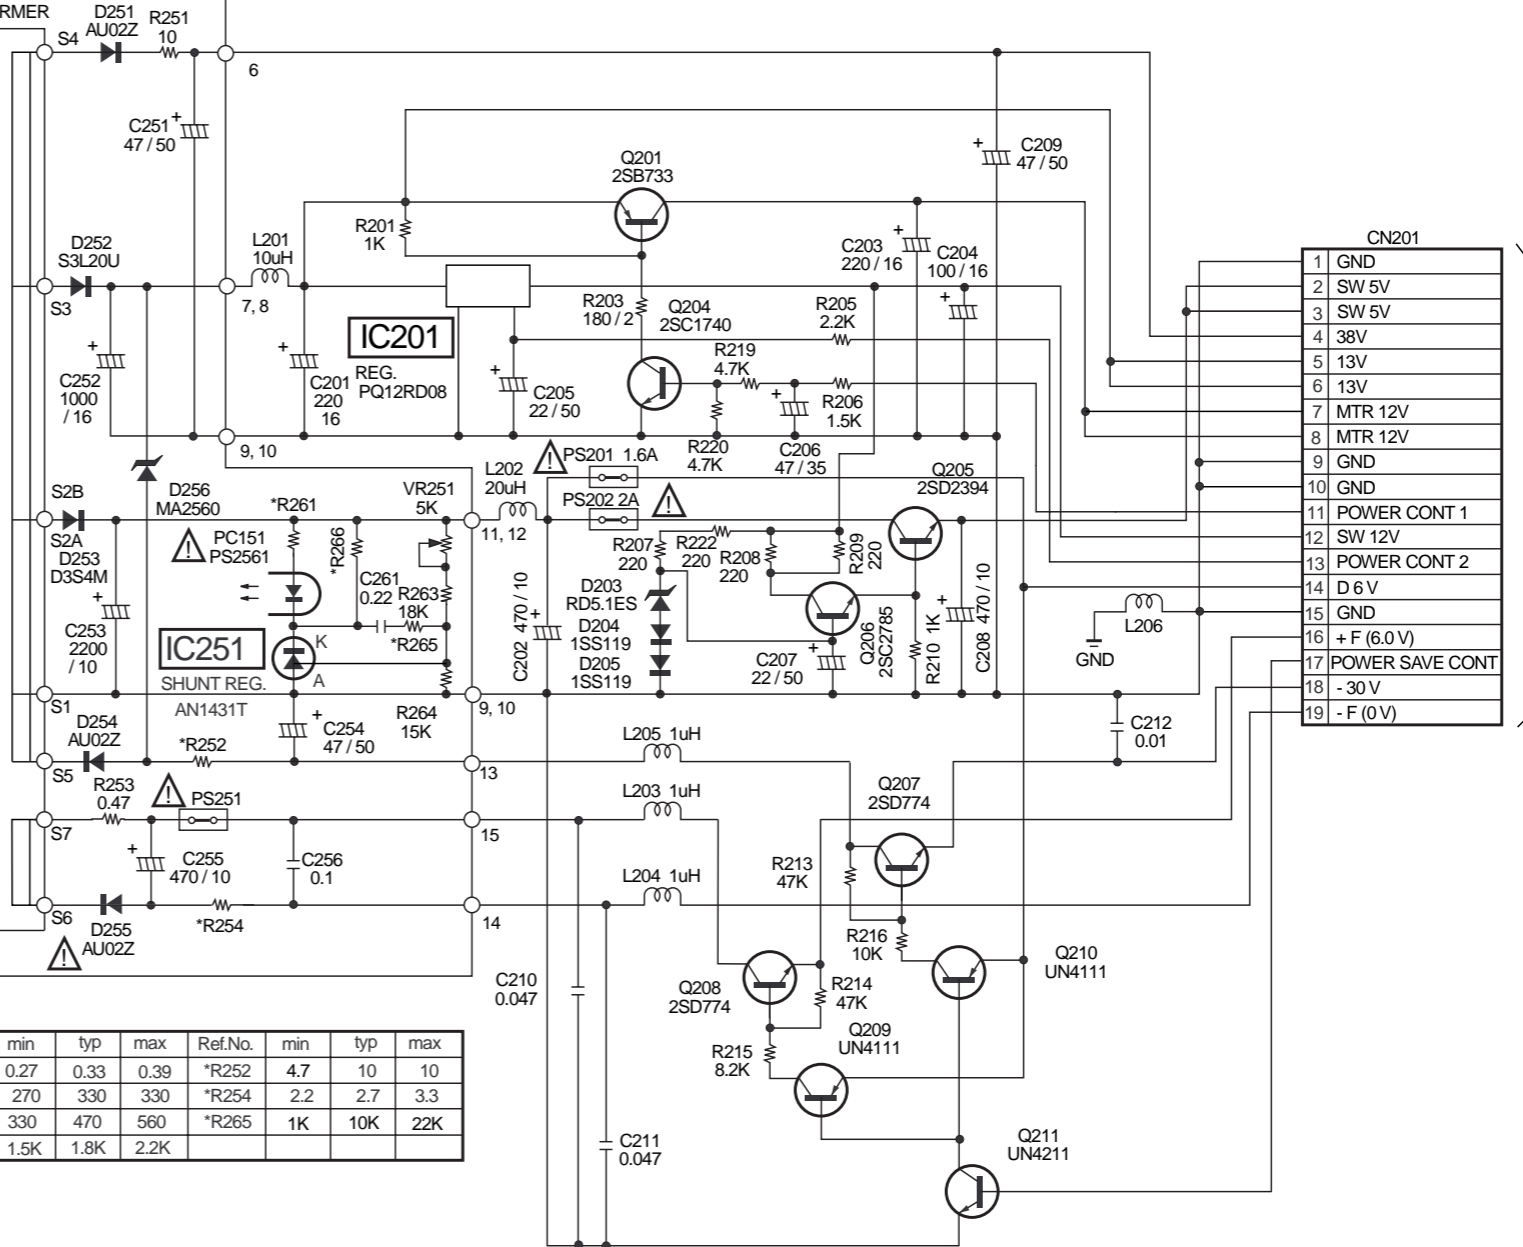 RMER
D251
AU02Z
R251
10
S4
6
C251
47 / 50
+
C209
47 / 50
+
Q201
2SB733
R201
1K
D252
S3L20U
L201
10uH
S3
7, 8
C203
220 / 16
+
C204
100 / 16
+
R203
180 / 2
Q204
2SC1740
R205
2.2K
IC201
REG.
PQ12RD08
C252
1000
/ 16
+
C201
220
16
+
C205
22 / 50
+
R219
4.7K
R206
1.5K
+
R220
4.7K
C206
47 / 35
9, 10
CN201
1 GND
2 SW 5V
3 SW 5V
4 38V
5 13V
6 13V
7 MTR 12V
8 MTR 12V
9 GND
10 GND
11 POWER CONT 1
12 SW 12V
13 POWER CONT 2
14 D 6 V
15 GND
16 + F (6.0 V)
17 POWER SAVE CONT
18 - 30 V
19 - F (0 V)
S2B
S2A
D253
D3S4M
D256
MA2560
*R261
VR251
5K
L202
20uH
! PS201 1.6A
PS202 2A !
Q205
2SD2394
11, 12
! PC151
PS2561
*R266
C261
0.22
R263
18K
*R265
R207
220
R222
220
R208
220
R209
220
D203
RD5.1ES
D204
1SS119
D205
1SS119
C202 470 / 10
+
C207
22 / 50
+
Q206
2SC2785
R210 1K
C208 470 / 10
+
L206
GND
C253
2200
/ 10
+
IC251
SHUNT REG.
AN1431T
K
A
S1
R264
15K
9, 10
C254
47 / 50
+
D254
AU02Z
*R252
S5
13
L205 1uH
C212
0.01
R253
0.47
! PS251
S7
15
L203 1uH
Q207
2SD774
C255
470 / 10
+
C256
0.1
L204 1uH
R213
47K
S6
14
D255
AU02Z
!
*R254
R216
10K
Q210
UN4111
C210
0.047
Q208
2SD774
R214
47K
Q209
UN4111
R215
8.2K
C211
0.047
Q211
UN4211
min typ max Ref.No. min typ max
0.27 0.33 0.39 *R252 4.7 10 10
270 330 330 *R254 2.2 2.7 3.3
330 470 560 *R265 1K 10K 22K
1.5K 1.8K 2.2K